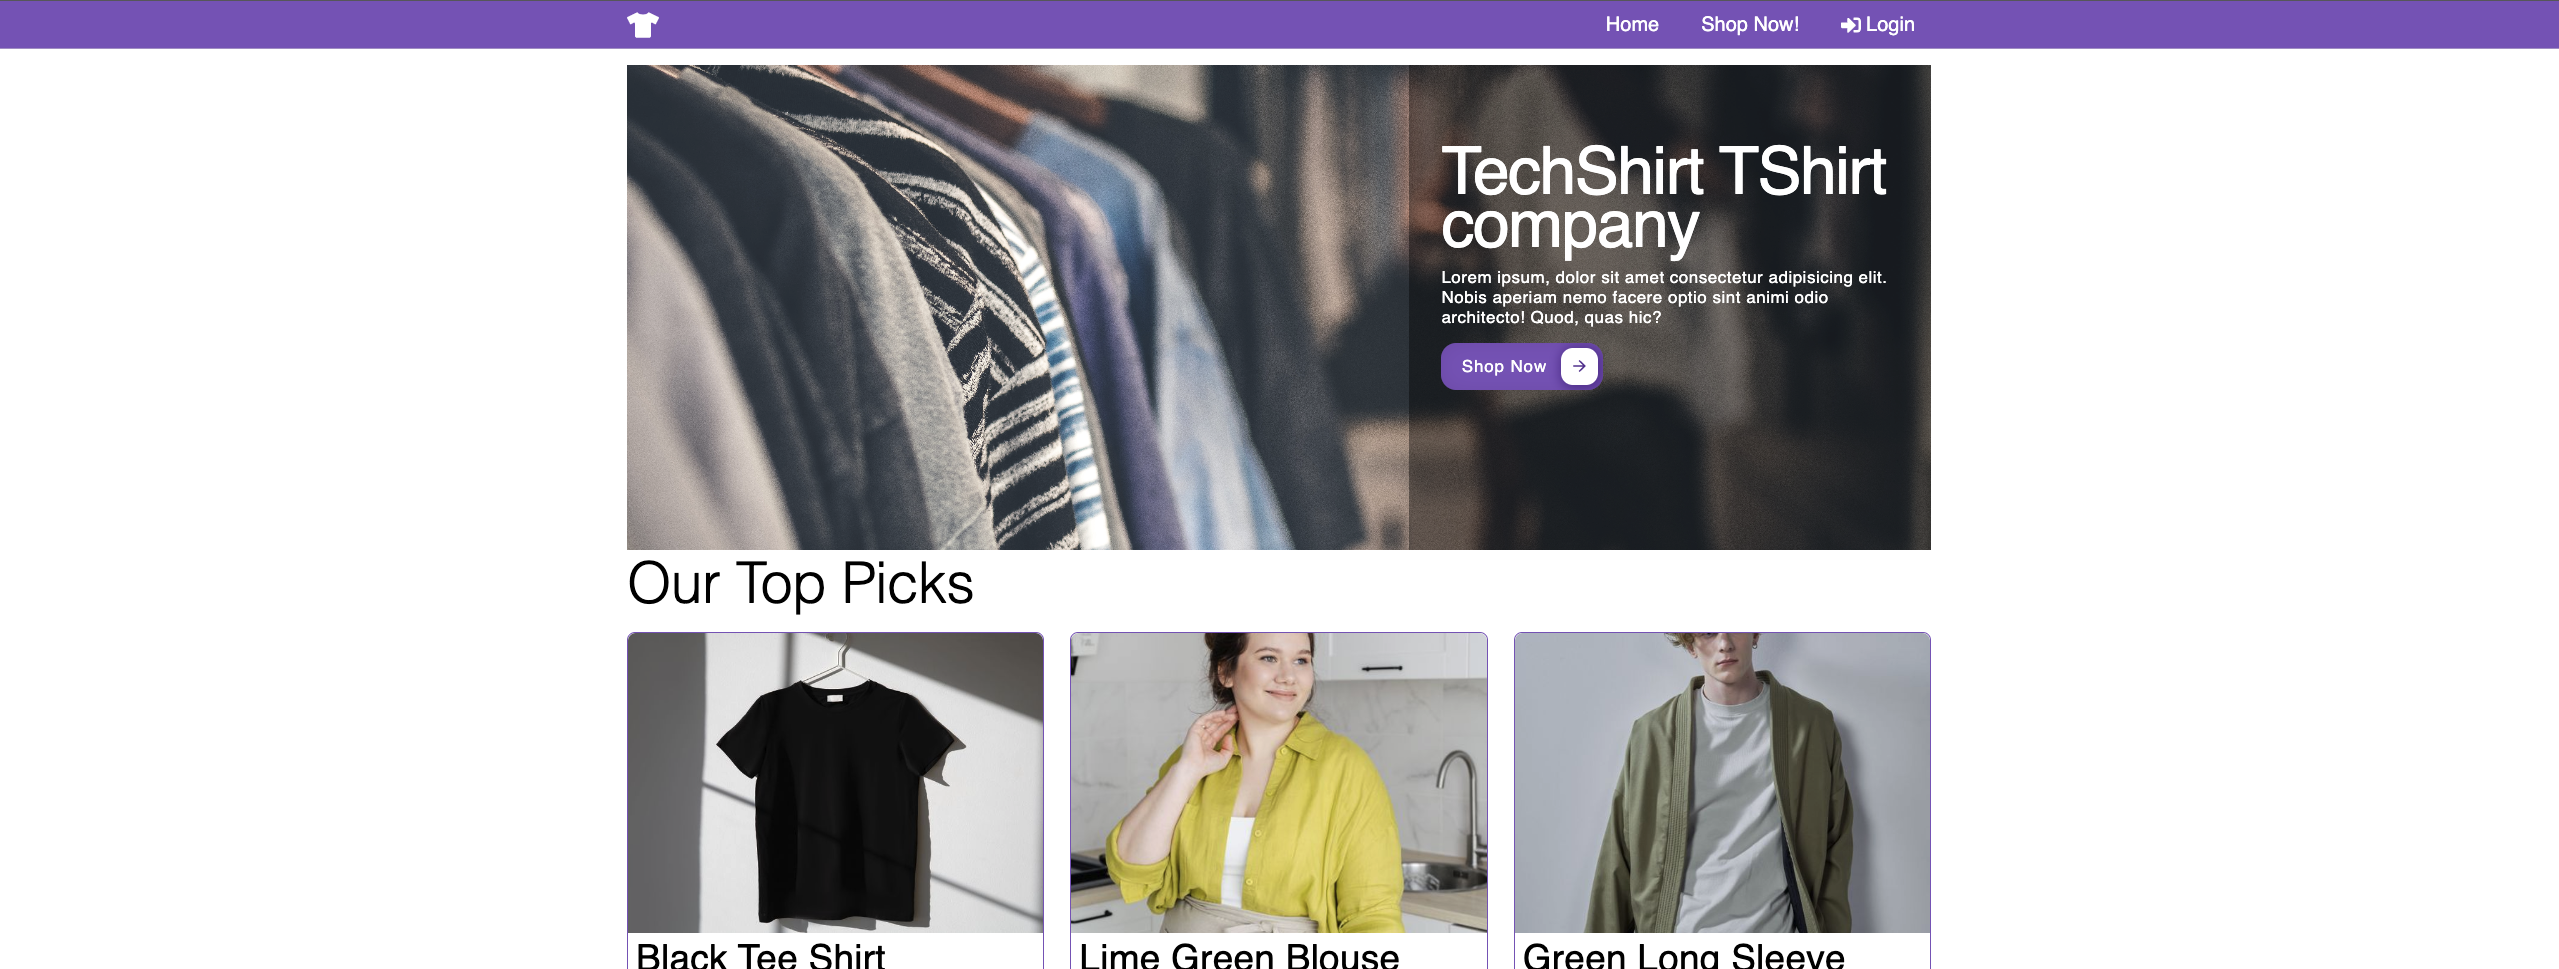 Home Shop Now! Login
TechShirt TShirt
company
Lorem ipsum, dolor sit amet consectetur adipisicing elit.
Nobis aperiam nemo facere optio sint animi odio
architecto! Quod, quas hic?
Shop Now
Our Top Picks
Black Tee Shirt
Lime Green Blouse
Green Long Sleeve